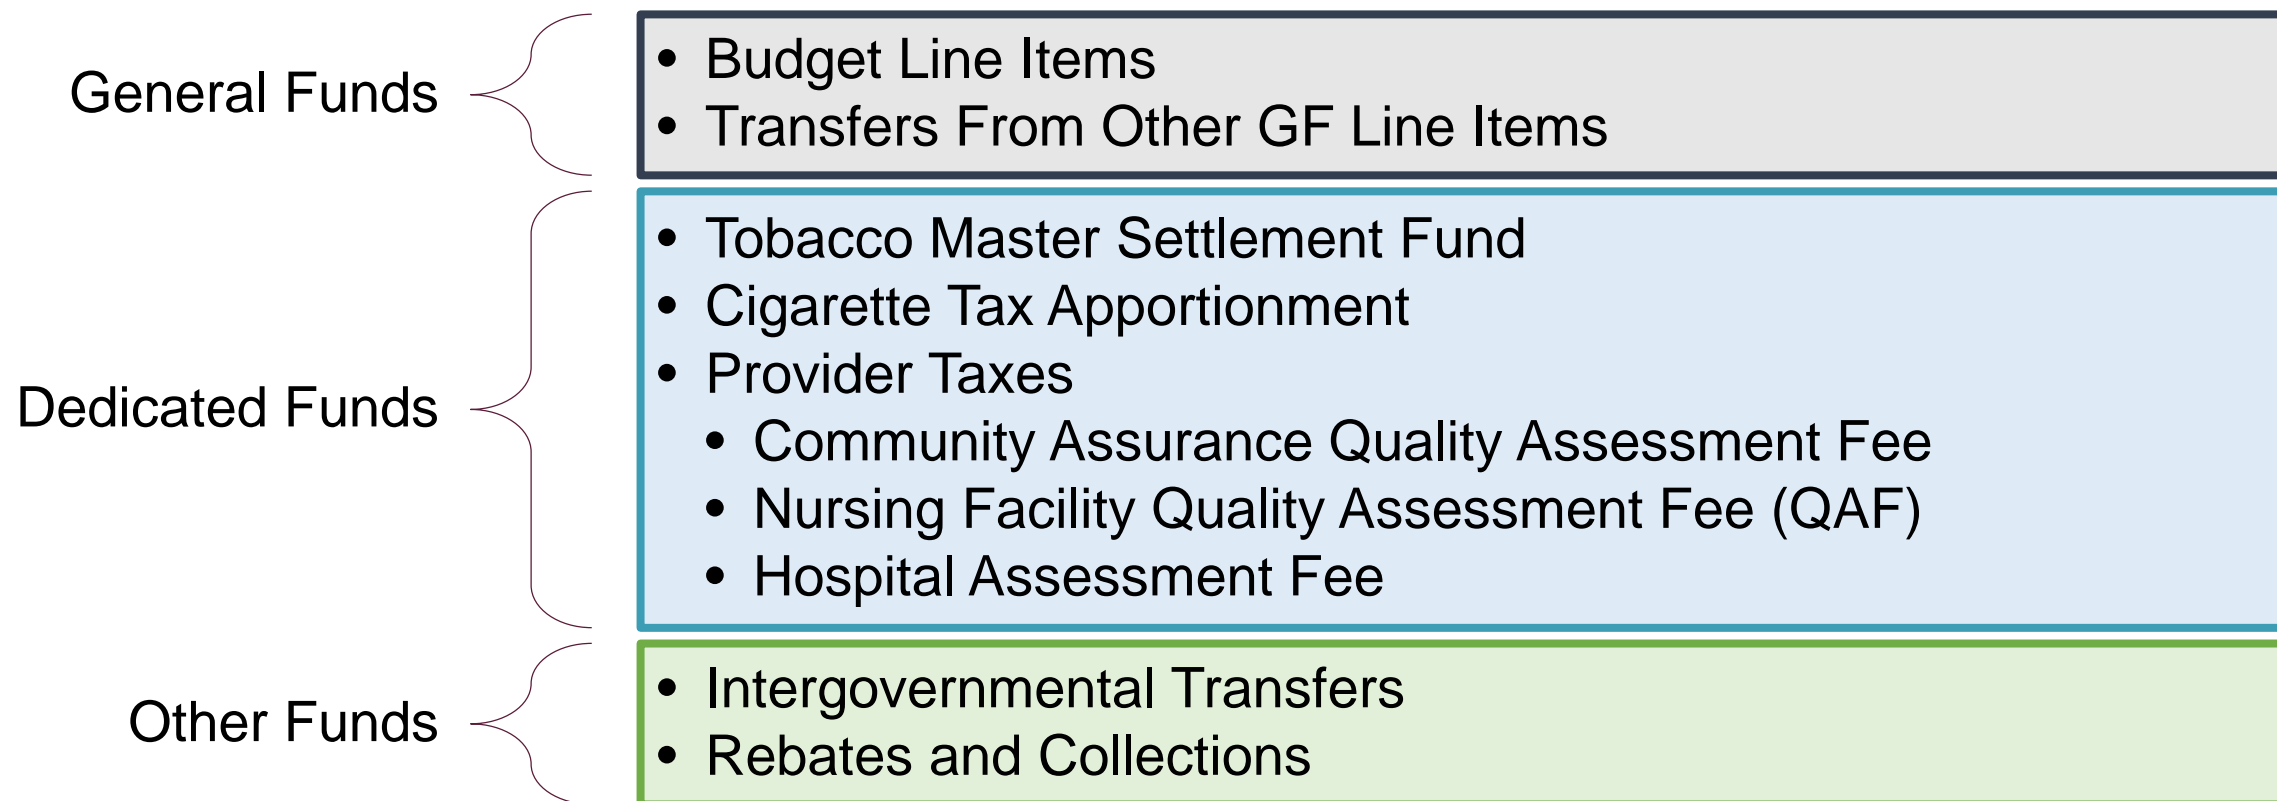 General Funds
• Budget Line Items
• Transfers From Other GF Line Items
Dedicated Funds
• Tobacco Master Settlement Fund
• Cigarette Tax Apportionment
• Provider Taxes
• Community Assurance Quality Assessment Fee
• Nursing Facility Quality Assessment Fee (QAF)
• Hospital Assessment Fee
Other Funds
• Intergovernmental Transfers
• Rebates and Collections